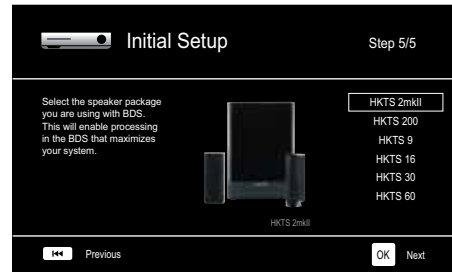 Initial Setup
Step 5/5
Select the speaker package
you are using with BDS.
This will enable processing
in the BDS that maximizes
your system.
HKTS 2mkII
HKTS 200
HKTS 9
HKTS 16
HKTS 30
HKTS 60
HKTS 2mkII
Previous
OK Next